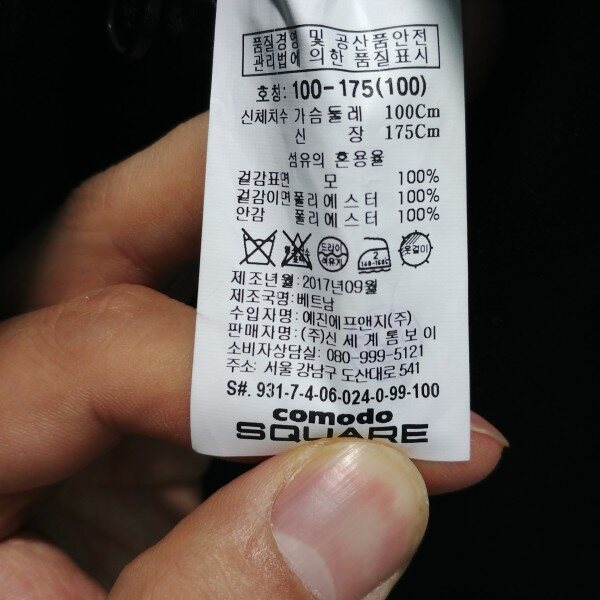 품질경영 및 공산품안전
관리법에 의한 품질표시
호칭: 100-175(100)
신체치수 가슴둘레 100Cm
신 장 175Cm
섬유의 혼용율
겉감표면 모 100%
겉감이면폴리에스터 100%
안감 폴리에스터 100%
드라이
석유계
2
옷걸이
제조년월:2017년09월
제조국명:베트남
수입자명: 예진에프앤지(주)
판매자명: (주)신세계톰보이
소비자상담실: 080-999-5121
주소: 서울 강남구 도산대로 541
S#. 931-7-4-06-024-0-99-100
comodo
SQUARE